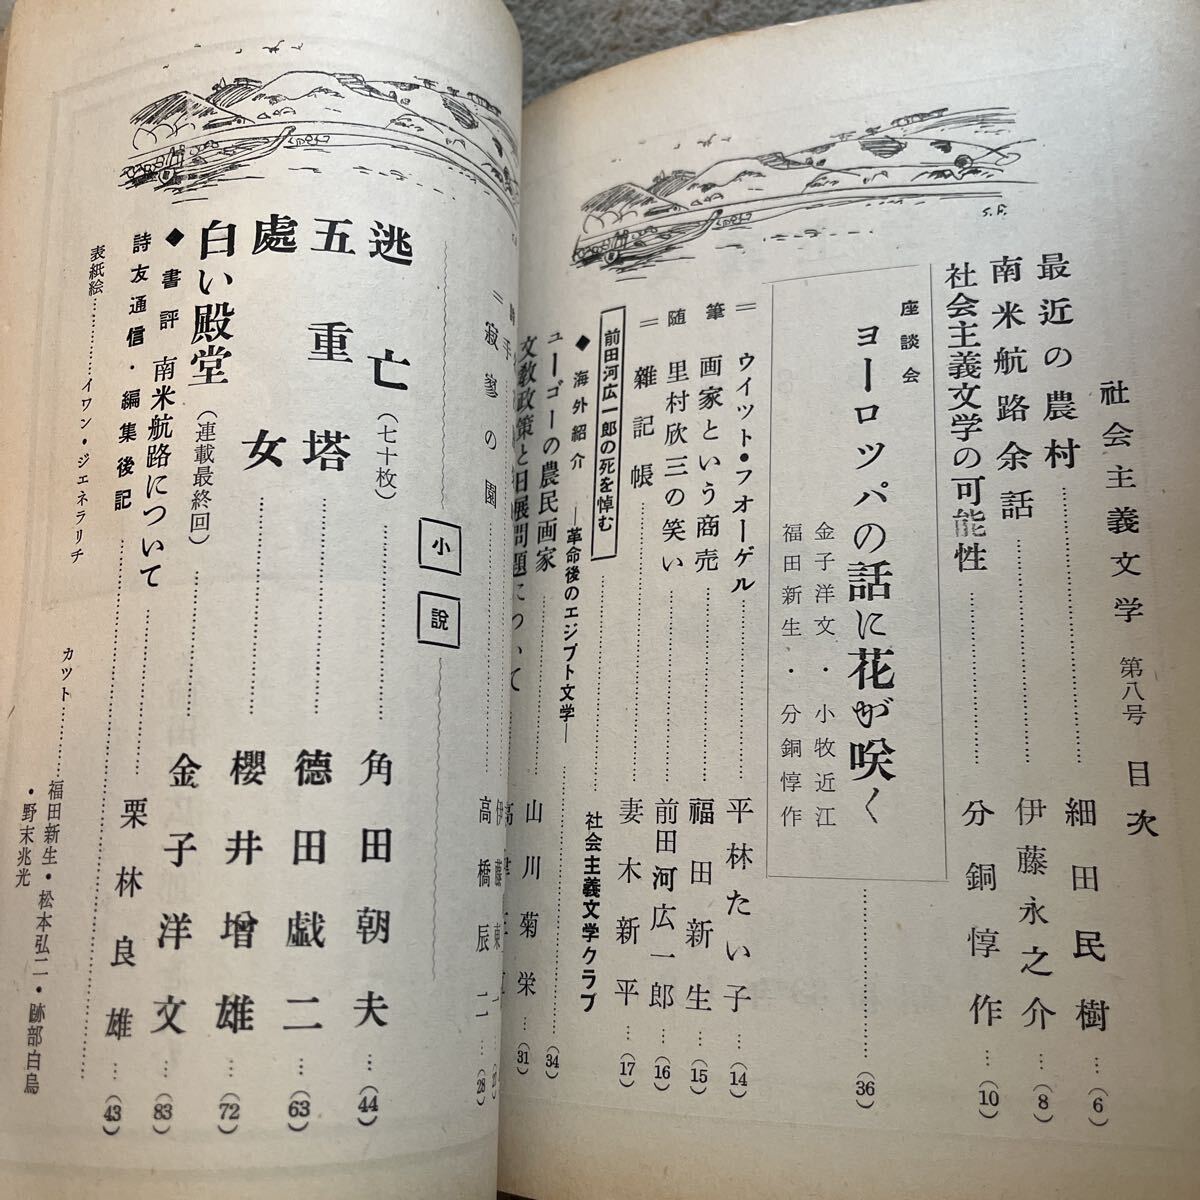 社会主義文学 第八号 目次
最近の農村……細田民樹…(6)
南米航路余話……伊藤永之介…(8)
社会主義文学の可能性……分銅惇作…(10)
座談会
ヨーロッパの話に花が咲く……(36)
金子洋文・小牧近江
福田新生・分銅惇作
＝ウイット・フオーゲル……平林たい子…(14)
筆 画家という商売……福田新生…(15)
随 里村欣三の笑い……前田河広一郎…(16)
＝雑記帳……妻木新平…(17)
前田河広一郎の死を悼む
◆海外紹介 ―革命後のエジプト文学―……社会主義文学クラブ
ユーゴーの農民画家……(34)
文教政策と日展問題について 山川菊栄…(31)
手
伊藤東一
＝寂寥の園……高橋辰二…(28)
小説
逃亡(七十枚)……角田朝夫…(44)
五重塔……徳田戯二…(63)
處女……櫻井增雄…(72)
白い殿堂(連載最終回)……金子洋文…(83)
◆書評 南米航路について……栗林良雄…(43)
詩友通信・編集後記……
表紙絵……イワン・ジエネラリチ
カット……福田新生・松本弘二・跡部白烏
・野末兆光
S.F.